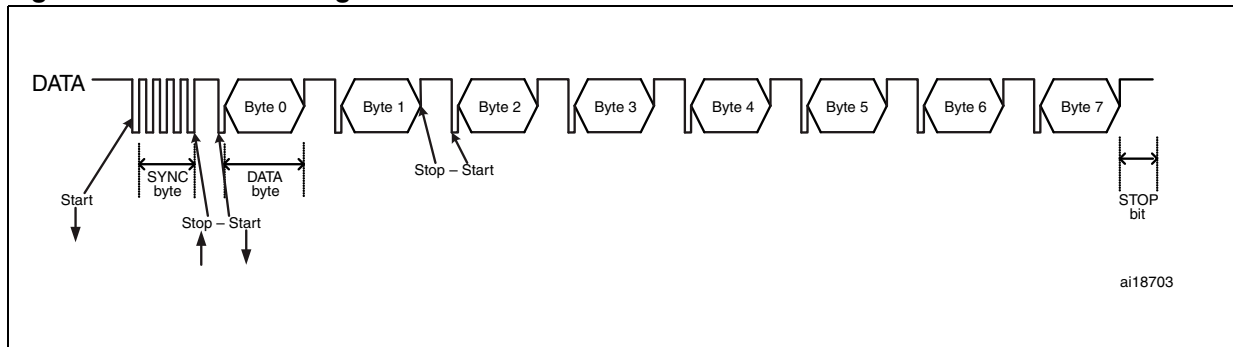 DATA
Byte 0
Byte 1
Byte 2
Byte 3
Byte 4
Byte 5
Byte 6
Byte 7
SYNC
byte
DATA
byte
Stop – Start
Start
Stop – Start
STOP
bit
ai18703